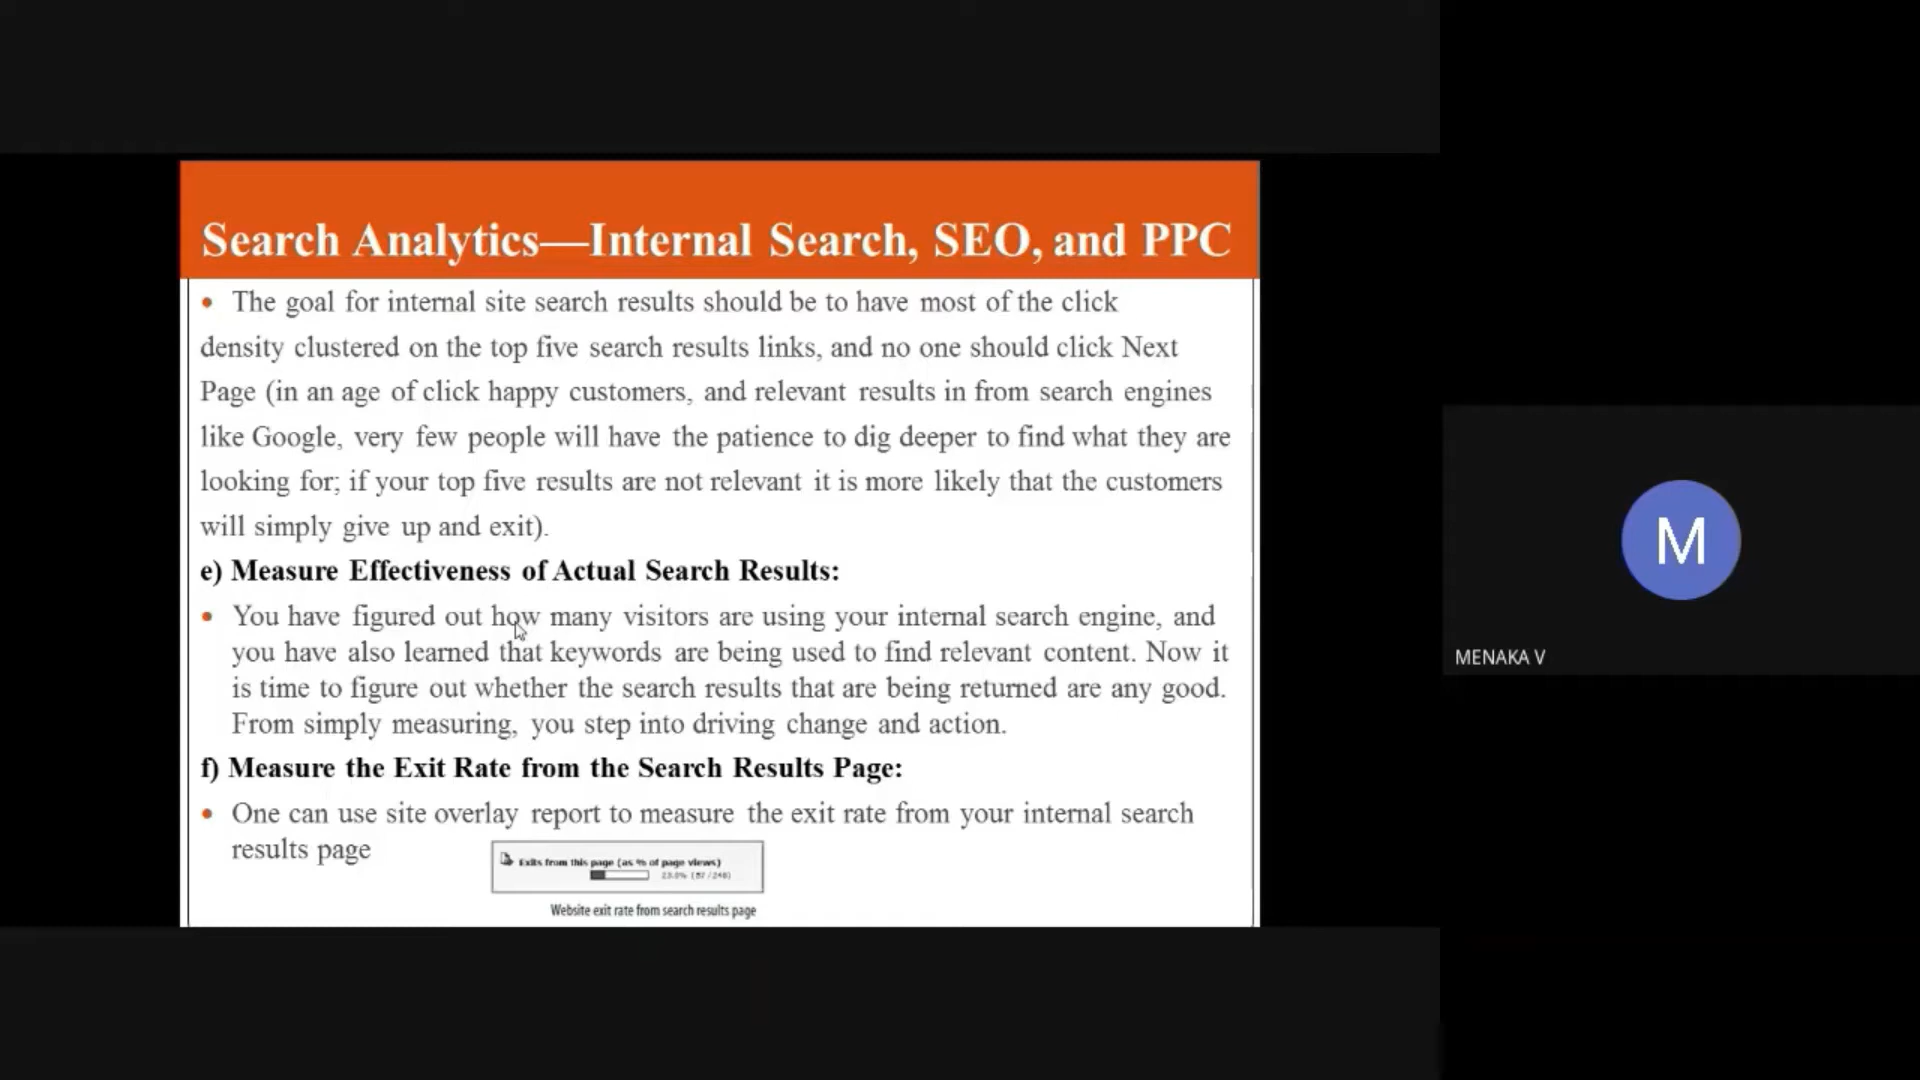 Search Analytics—Internal Search, SEO, and PPC
• The goal for internal site search results should be to have most of the click
density clustered on the top five search results links, and no one should click Next
Page (in an age of click happy customers, and relevant results in from search engines
like Google, very few people will have the patience to dig deeper to find what they are
looking for; if your top five results are not relevant it is more likely that the customers
will simply give up and exit).
e) Measure Effectiveness of Actual Search Results:
• You have figured out how many visitors are using your internal search engine, and
you have also learned that keywords are being used to find relevant content. Now it
is time to figure out whether the search results that are being returned are any good.
From simply measuring, you step into driving change and action.
f) Measure the Exit Rate from the Search Results Page:
• One can use site overlay report to measure the exit rate from your internal search
results page
Exits from this page (as % of page views)
Website exit rate from search results page
M
MENAKA V